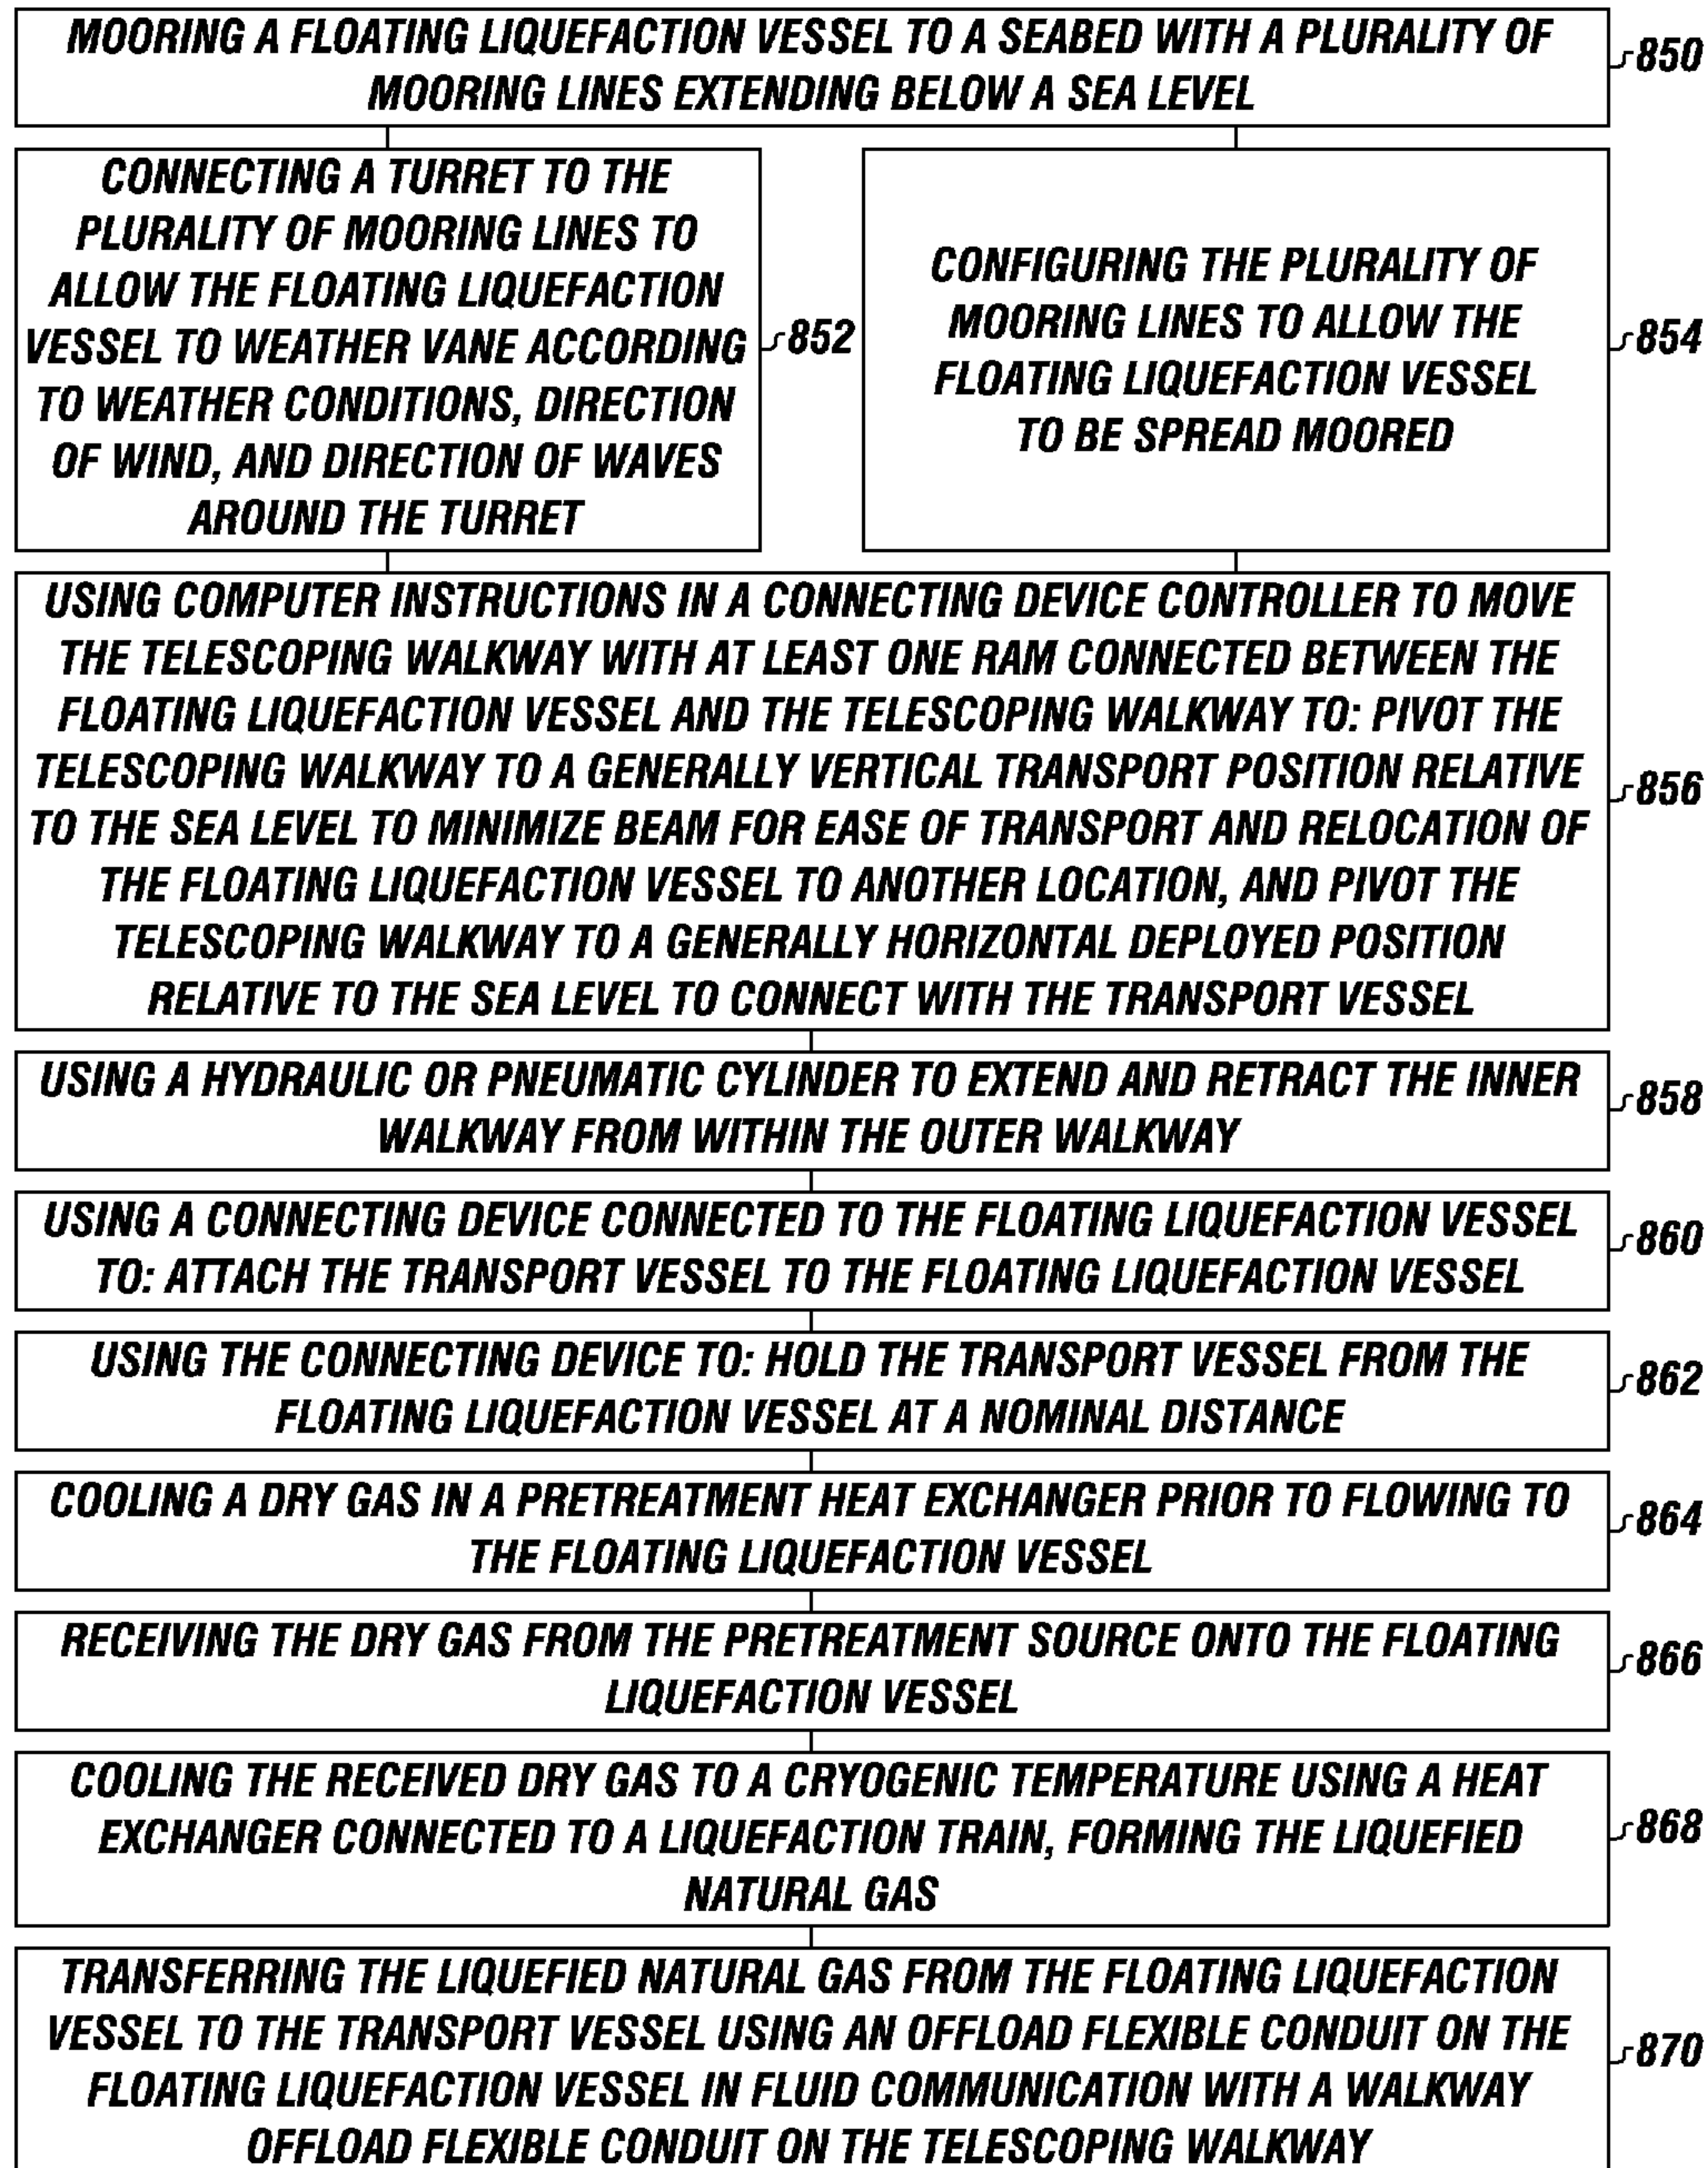 MOORING A FLOATING LIQUEFACTION VESSEL TO A SEABED WITH A PLURALITY OF
MOORING LINES EXTENDING BELOW A SEA LEVEL
850
CONNECTING A TURRET TO THE
PLURALITY OF MOORING LINES TO
ALLOW THE FLOATING LIQUEFACTION
VESSEL TO WEATHER VANE ACCORDING
TO WEATHER CONDITIONS, DIRECTION
OF WIND, AND DIRECTION OF WAVES
AROUND THE TURRET
852
CONFIGURING THE PLURALITY OF
MOORING LINES TO ALLOW THE
FLOATING LIQUEFACTION VESSEL
TO BE SPREAD MOORED
854
USING COMPUTER INSTRUCTIONS IN A CONNECTING DEVICE CONTROLLER TO MOVE
THE TELESCOPING WALKWAY WITH AT LEAST ONE RAM CONNECTED BETWEEN THE
FLOATING LIQUEFACTION VESSEL AND THE TELESCOPING WALKWAY TO: PIVOT THE
TELESCOPING WALKWAY TO A GENERALLY VERTICAL TRANSPORT POSITION RELATIVE
TO THE SEA LEVEL TO MINIMIZE BEAM FOR EASE OF TRANSPORT AND RELOCATION OF
THE FLOATING LIQUEFACTION VESSEL TO ANOTHER LOCATION, AND PIVOT THE
TELESCOPING WALKWAY TO A GENERALLY HORIZONTAL DEPLOYED POSITION
RELATIVE TO THE SEA LEVEL TO CONNECT WITH THE TRANSPORT VESSEL
856
USING A HYDRAULIC OR PNEUMATIC CYLINDER TO EXTEND AND RETRACT THE INNER
WALKWAY FROM WITHIN THE OUTER WALKWAY
858
USING A CONNECTING DEVICE CONNECTED TO THE FLOATING LIQUEFACTION VESSEL
TO: ATTACH THE TRANSPORT VESSEL TO THE FLOATING LIQUEFACTION VESSEL
860
USING THE CONNECTING DEVICE TO: HOLD THE TRANSPORT VESSEL FROM THE
FLOATING LIQUEFACTION VESSEL AT A NOMINAL DISTANCE
862
COOLING A DRY GAS IN A PRETREATMENT HEAT EXCHANGER PRIOR TO FLOWING TO
THE FLOATING LIQUEFACTION VESSEL
864
RECEIVING THE DRY GAS FROM THE PRETREATMENT SOURCE ONTO THE FLOATING
LIQUEFACTION VESSEL
866
COOLING THE RECEIVED DRY GAS TO A CRYOGENIC TEMPERATURE USING A HEAT
EXCHANGER CONNECTED TO A LIQUEFACTION TRAIN, FORMING THE LIQUEFIED
NATURAL GAS
868
TRANSFERRING THE LIQUEFIED NATURAL GAS FROM THE FLOATING LIQUEFACTION
VESSEL TO THE TRANSPORT VESSEL USING AN OFFLOAD FLEXIBLE CONDUIT ON THE
FLOATING LIQUEFACTION VESSEL IN FLUID COMMUNICATION WITH A WALKWAY
OFFLOAD FLEXIBLE CONDUIT ON THE TELESCOPING WALKWAY
870